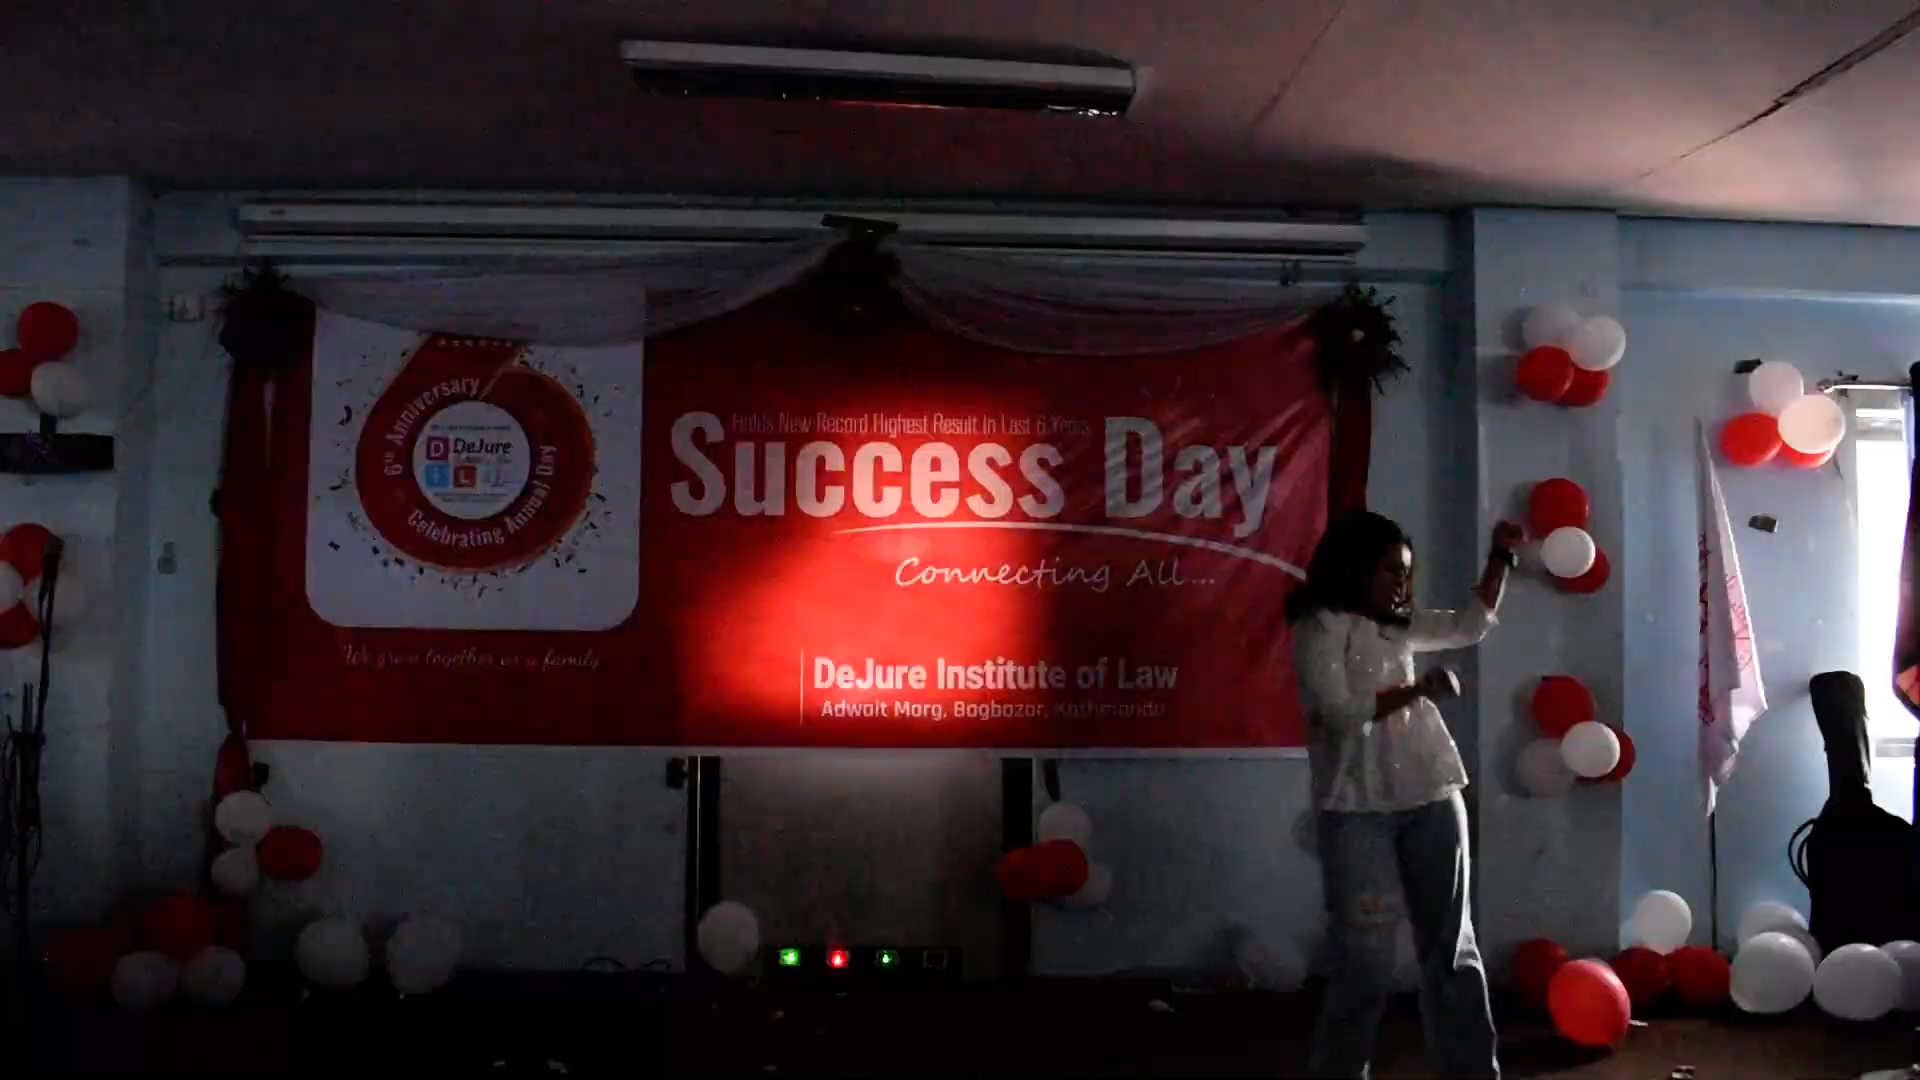 6th Anniversary
DeJure
Celebrating Annual Day
We grow together as a family
Holds New Record Highest Result In Last 6 Years
Success Day
Connecting All...
DeJure Institute of Law
Adwait Marg, Bagbazar, Kathmandu